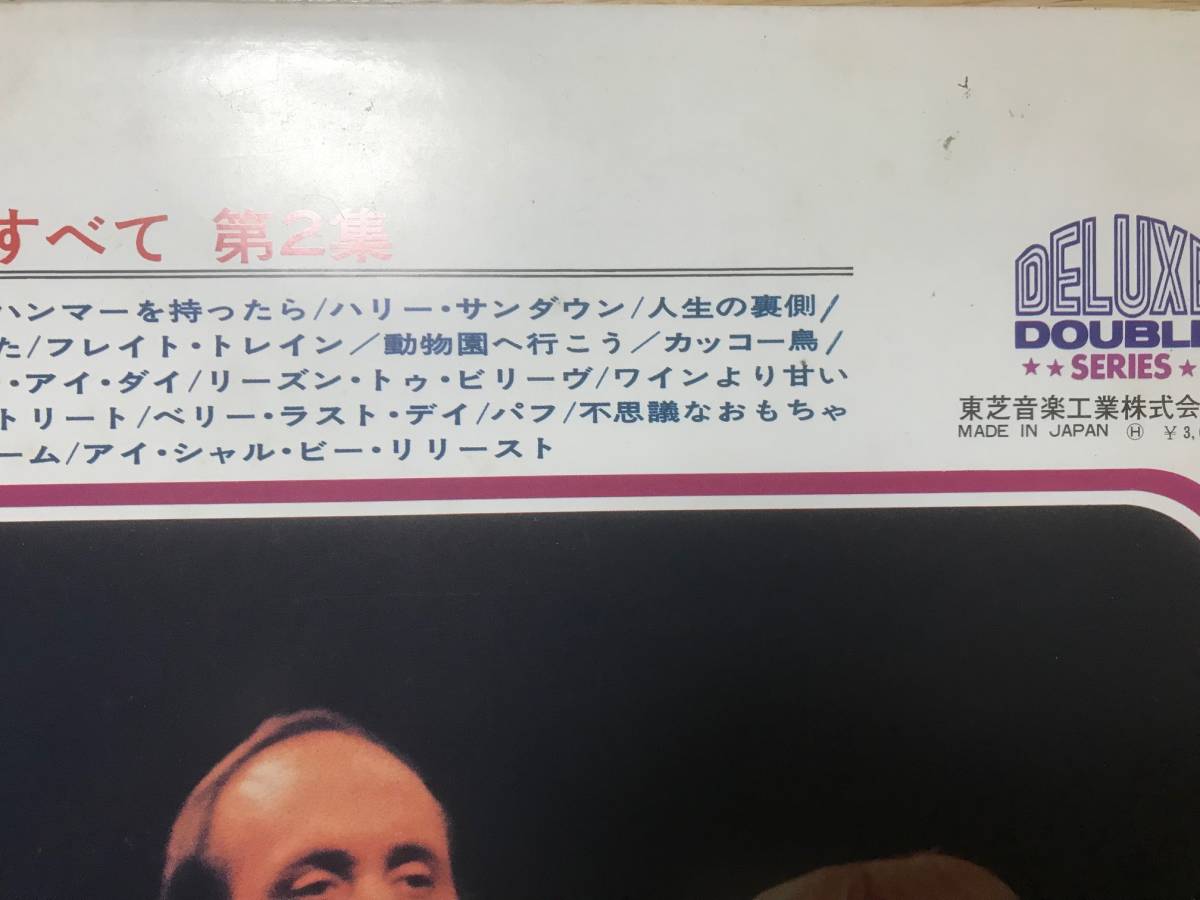 すべて 第2集
ハンマーを持ったら/ハリー・サンダウン/人生の裏側/
た/フレイト・トレイン/動物園へ行こう/カッコー鳥/
・アイ・ダイ/リーズン・トゥ・ビリーヴ/ワインより甘い
トリート/ベリー・ラスト・デイ/パフ/不思議なおもちゃ
ーム/アイ・シャル・ビー・リリースト
DELUXE
DOUBLE
★★SERIES★
東芝音楽工業株式会
MADE IN JAPAN Ⓗ ¥3,